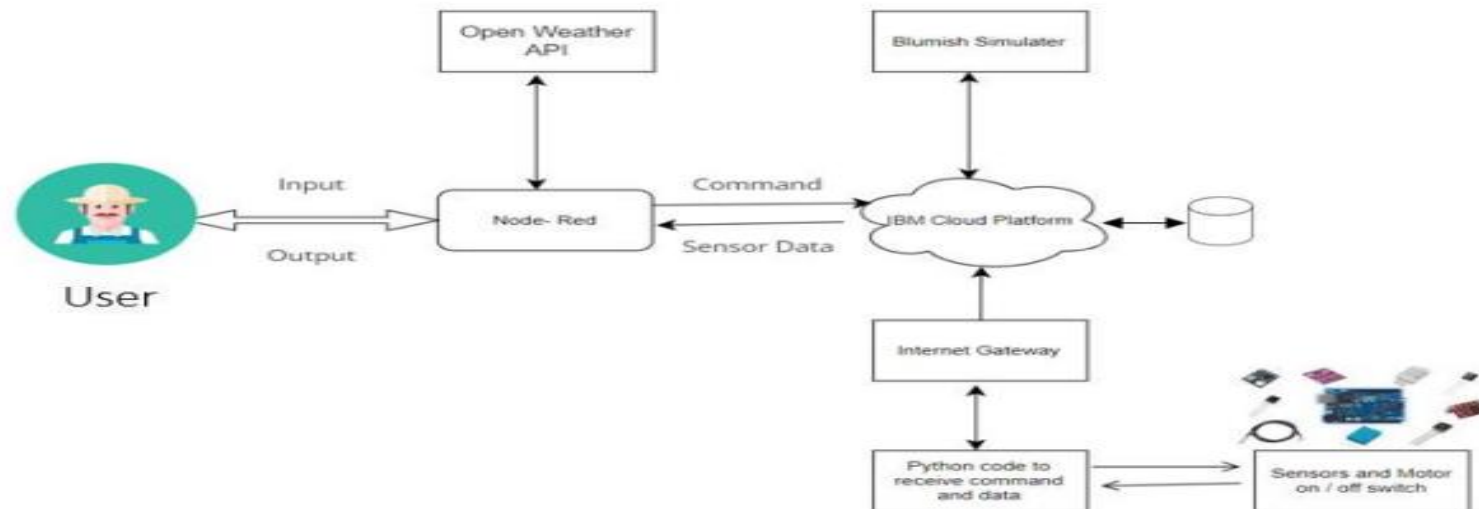 Open Weather
API
Blumish Simulater
Input
Command
Node- Red
IBM Cloud Platform
Output
Sensor Data
User
Internet Gateway
Python code to
receive command
and data
Sensors and Motor
on / off switch